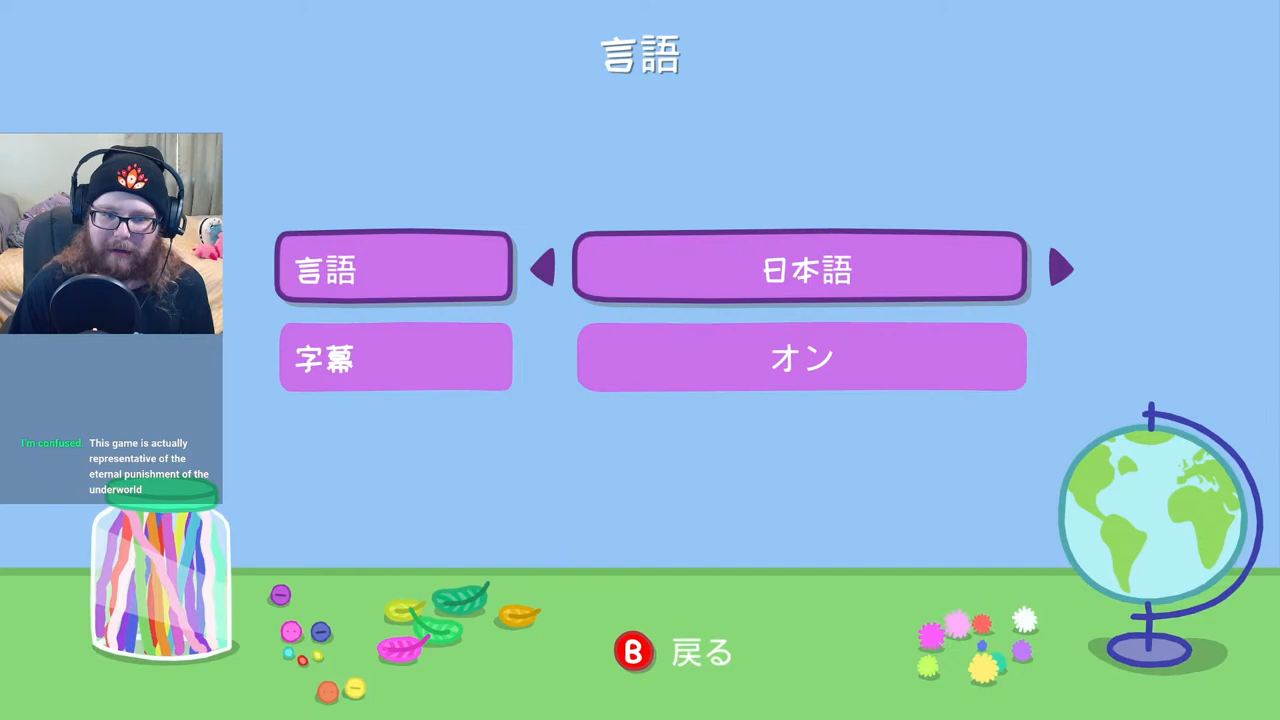 言語
言語
日本語
字幕
オン
I'm confused: This game is actually
representative of the
eternal punishment of the
underworld
B 戻る